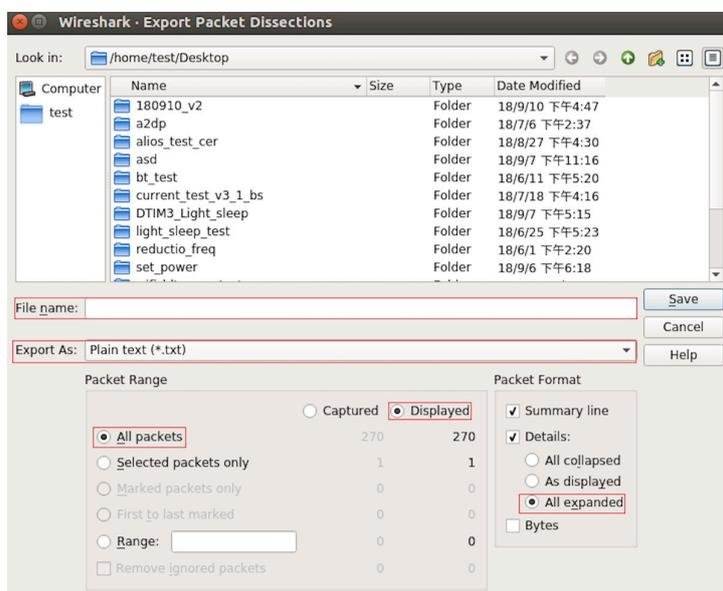 Wireshark · Export Packet Dissections
Look in: /home/test/Desktop
Computer
test
Name Size Type Date Modified
180910_v2 Folder 18/9/10 下午4:47
a2dp Folder 18/7/6 下午2:37
alios_test_cer Folder 18/8/27 下午4:30
asd Folder 18/9/7 下午11:16
bt_test Folder 18/6/11 下午5:20
current_test_v3_1_bs Folder 18/7/18 下午4:16
DTIM3_Light_sleep Folder 18/9/7 下午5:15
light_sleep_test Folder 18/6/25 下午5:23
reductio_freq Folder 18/6/1 下午2:20
set_power Folder 18/9/6 下午6:18
File name:
Save
Cancel
Export As: Plain text (*.txt)
Help
Packet Range
Captured Displayed
All packets 270 270
Selected packets only 1 1
Marked packets only 0 0
First to last marked 0 0
Range: 0 0
Remove ignored packets 0 0
Packet Format
Summary line
Details:
All collapsed
As displayed
All expanded
Bytes